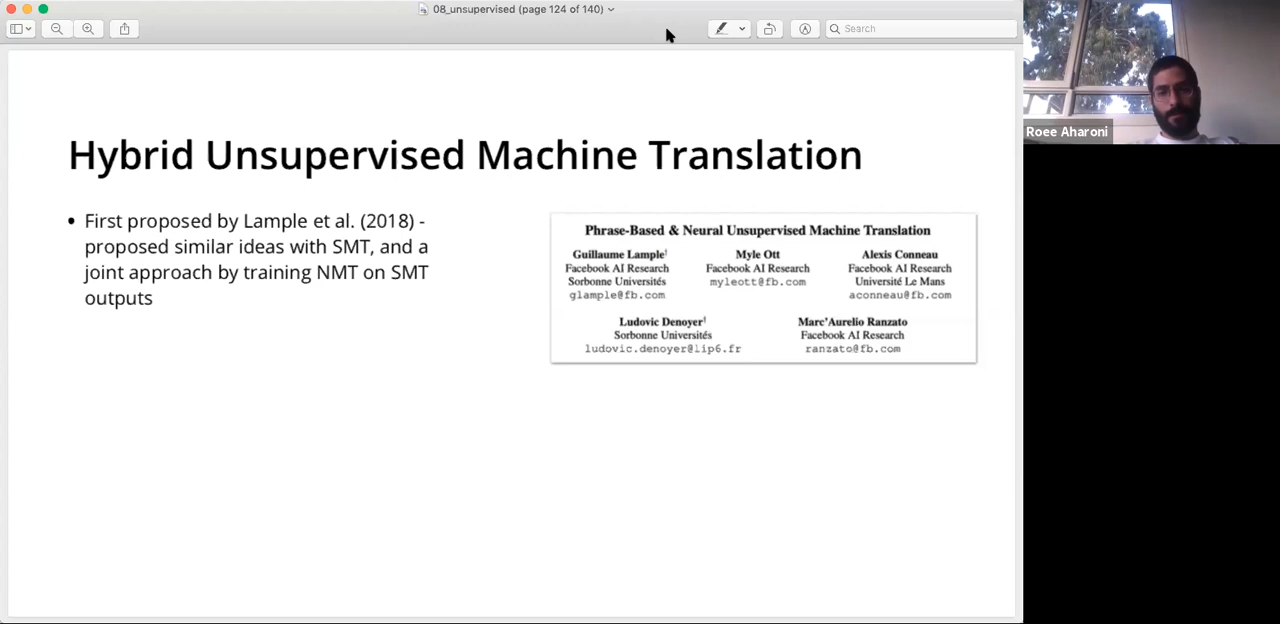 08_unsupervised (page 124 of 140)
Search
Roee Aharoni
Hybrid Unsupervised Machine Translation
• First proposed by Lample et al. (2018) -
proposed similar ideas with SMT, and a
joint approach by training NMT on SMT
outputs
Phrase-Based & Neural Unsupervised Machine Translation
Guillaume Lample† Myle Ott Alexis Conneau
Facebook AI Research Facebook AI Research Facebook AI Research
Sorbonne Universités myleott@fb.com Université Le Mans
glample@fb.com aconneau@fb.com
Ludovic Denoyer† Marc'Aurelio Ranzato
Sorbonne Universités Facebook AI Research
ludovic.denoyer@lip6.fr ranzato@fb.com